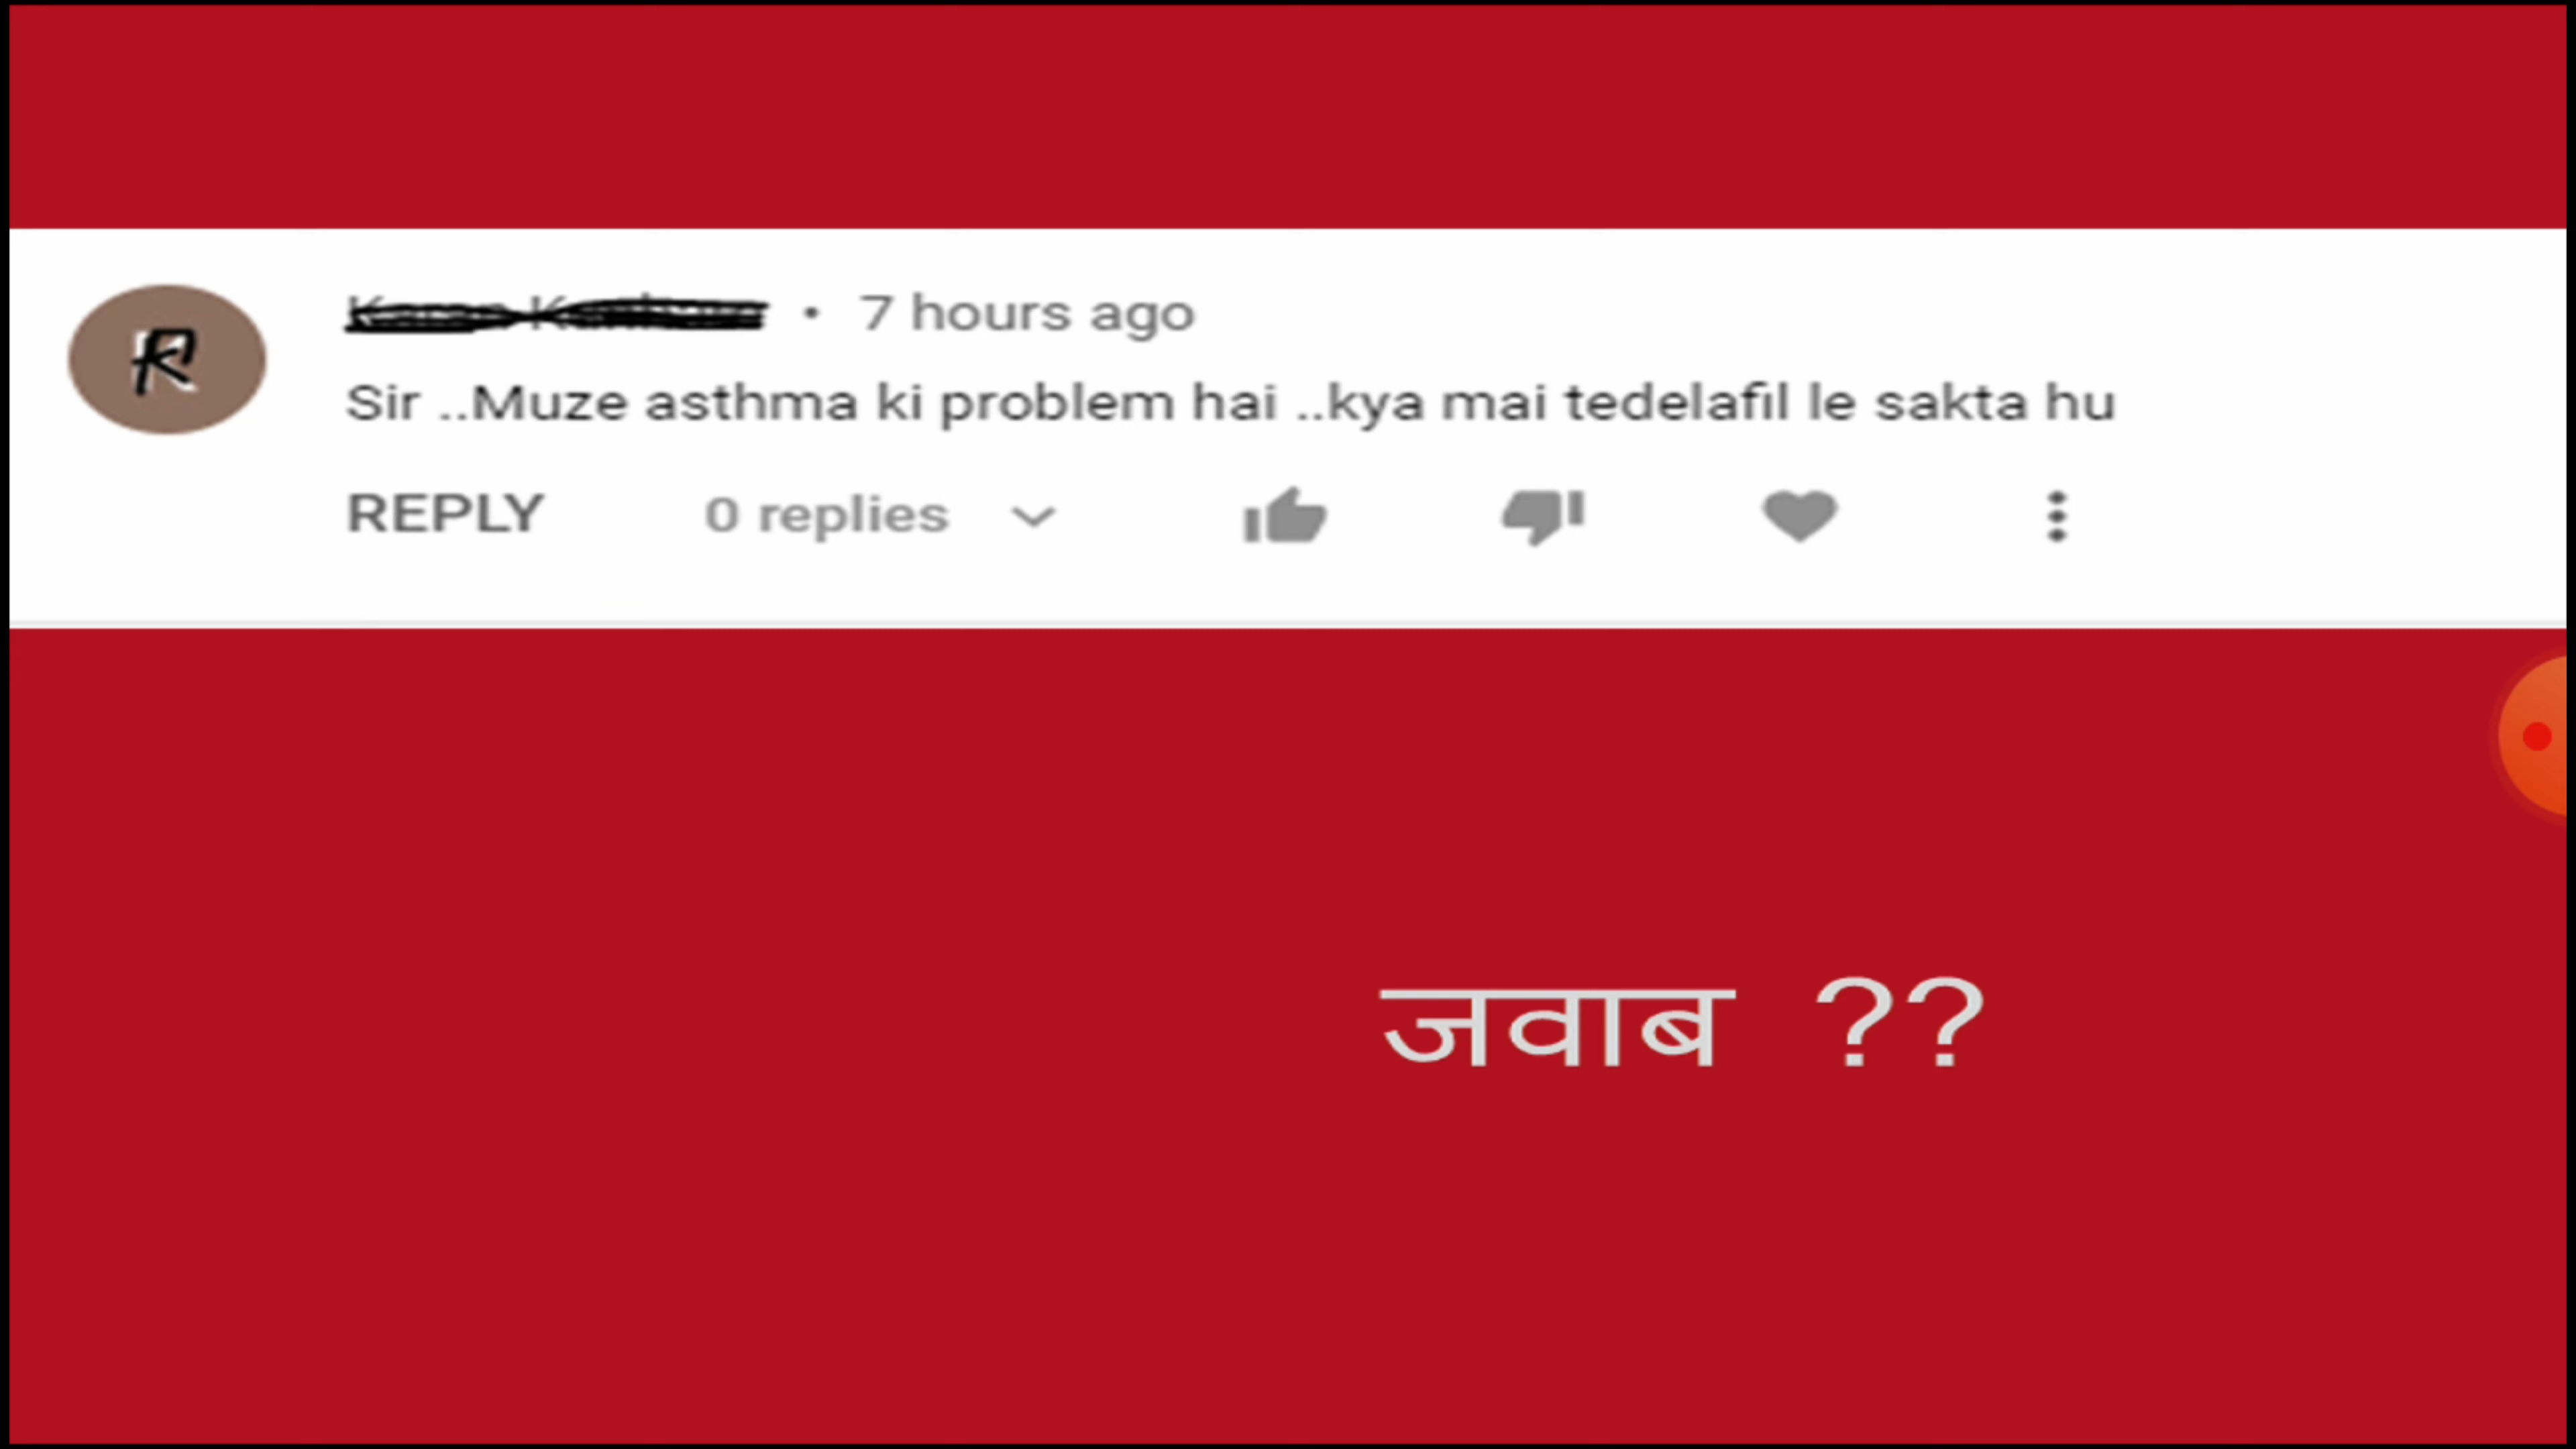 7 hours ago
Sir ..Muze asthma ki problem hai ..kya mai tedelafil le sakta hu
REPLY 0 replies
जवाब ??